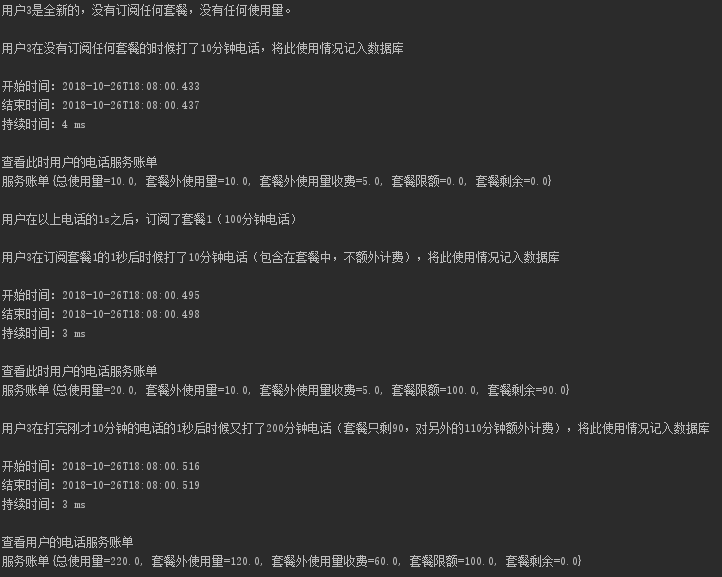 用户3是全新的，没有订阅任何套餐，没有任何使用量。
用户3在没有订阅任何套餐的时候打了10分钟电话，将此使用情况记入数据库
开始时间: 2018-10-26T18:08:00.433
结束时间: 2018-10-26T18:08:00.437
持续时间: 4 ms
查看此时用户的电话服务账单
服务账单{总使用量=10.0, 套餐外使用量=10.0, 套餐外使用量收费=5.0, 套餐限额=0.0, 套餐剩余=0.0}
用户在以上电话的1s之后，订阅了套餐1（100分钟电话）
用户3在订阅套餐1的1秒后时候打了10分钟电话（包含在套餐中，不额外计费），将此使用情况记入数据库
开始时间: 2018-10-26T18:08:00.495
结束时间: 2018-10-26T18:08:00.498
持续时间: 3 ms
查看此时用户的电话服务账单
服务账单{总使用量=20.0, 套餐外使用量=10.0, 套餐外使用量收费=5.0, 套餐限额=100.0, 套餐剩余=90.0}
用户3在打完刚才10分钟的电话的1秒后时候又打了200分钟电话（套餐只剩90，对另外的110分钟额外计费），将此使用情况记入数据库
开始时间: 2018-10-26T18:08:00.516
结束时间: 2018-10-26T18:08:00.519
持续时间: 3 ms
查看用户的电话服务账单
服务账单{总使用量=220.0, 套餐外使用量=120.0, 套餐外使用量收费=60.0, 套餐限额=100.0, 套餐剩余=0.0}